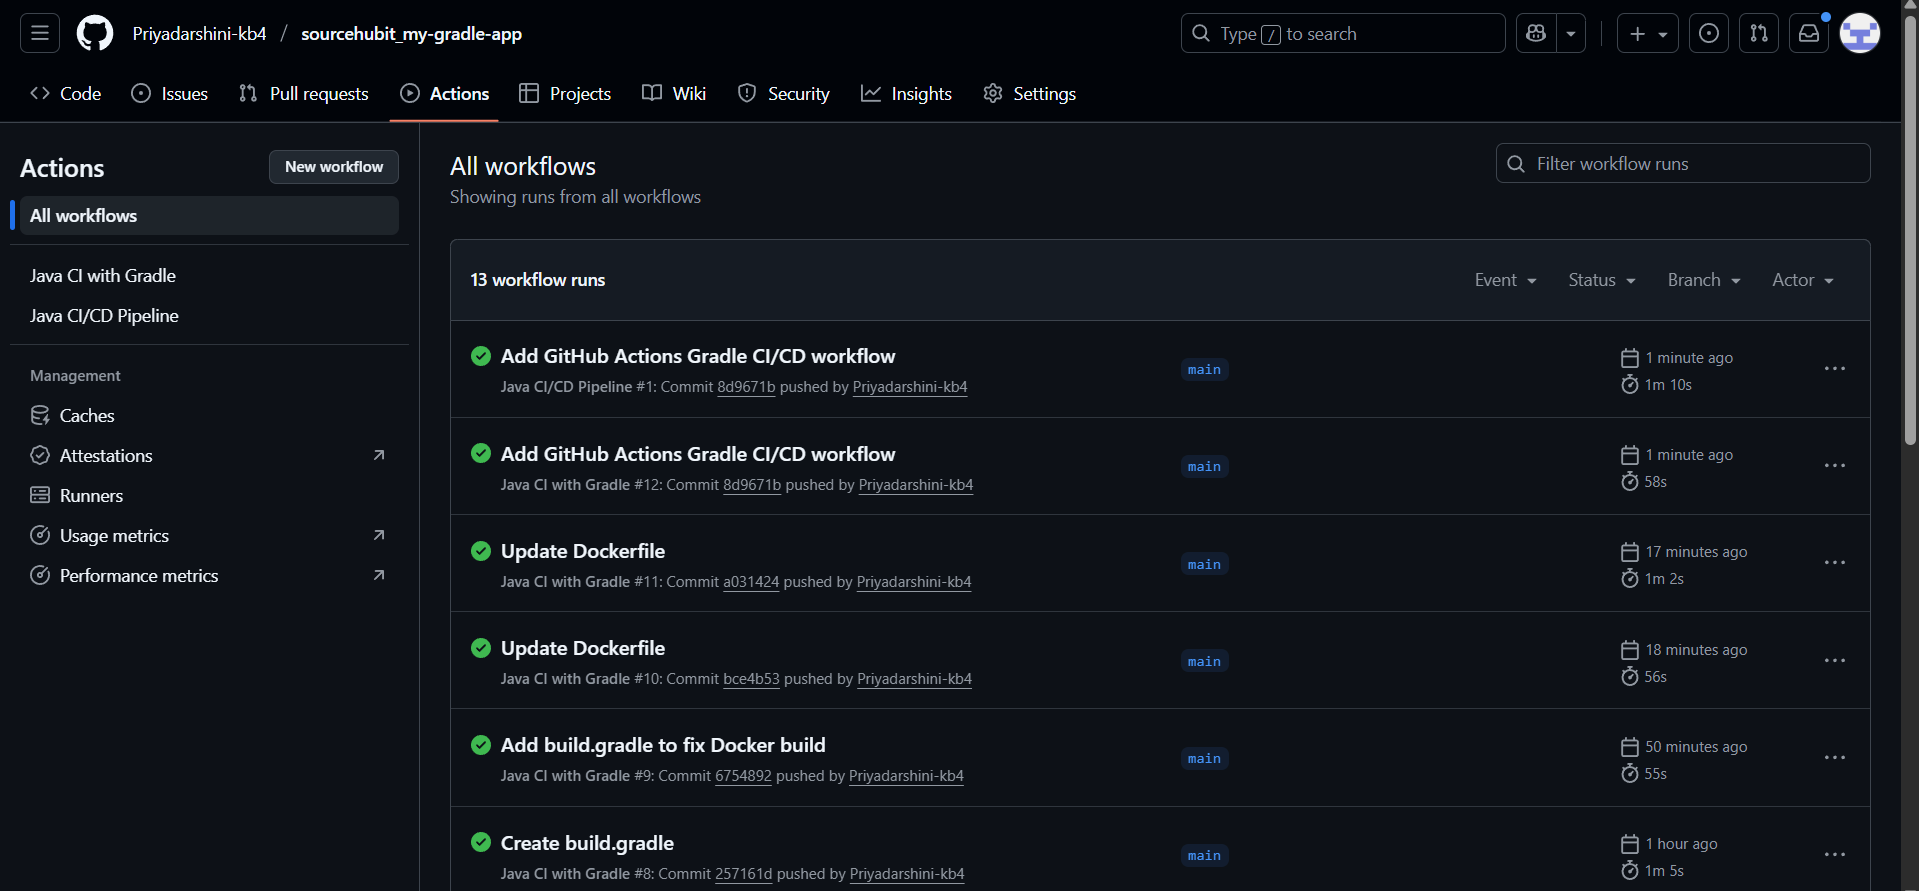 Priyadarshini-kb4 / sourcehubit_my-gradle-app
Type / to search
Code
Issues
Pull requests
Actions
Projects
Wiki
Security
Insights
Settings
Actions
New workflow
All workflows
Java CI with Gradle
Java CI/CD Pipeline
Management
Caches
Attestations
Runners
Usage metrics
Performance metrics
All workflows
Showing runs from all workflows
Filter workflow runs
13 workflow runs
Event
Status
Branch
Actor
Add GitHub Actions Gradle CI/CD workflow
Java CI/CD Pipeline #1: Commit 8d9671b pushed by Priyadarshini-kb4
main
1 minute ago
1m 10s
Add GitHub Actions Gradle CI/CD workflow
Java CI with Gradle #12: Commit 8d9671b pushed by Priyadarshini-kb4
main
1 minute ago
58s
Update Dockerfile
Java CI with Gradle #11: Commit a031424 pushed by Priyadarshini-kb4
main
17 minutes ago
1m 2s
Update Dockerfile
Java CI with Gradle #10: Commit bce4b53 pushed by Priyadarshini-kb4
main
18 minutes ago
56s
Add build.gradle to fix Docker build
Java CI with Gradle #9: Commit 6754892 pushed by Priyadarshini-kb4
main
50 minutes ago
55s
Create build.gradle
Java CI with Gradle #8: Commit 257161d pushed by Priyadarshini-kb4
main
1 hour ago
1m 5s